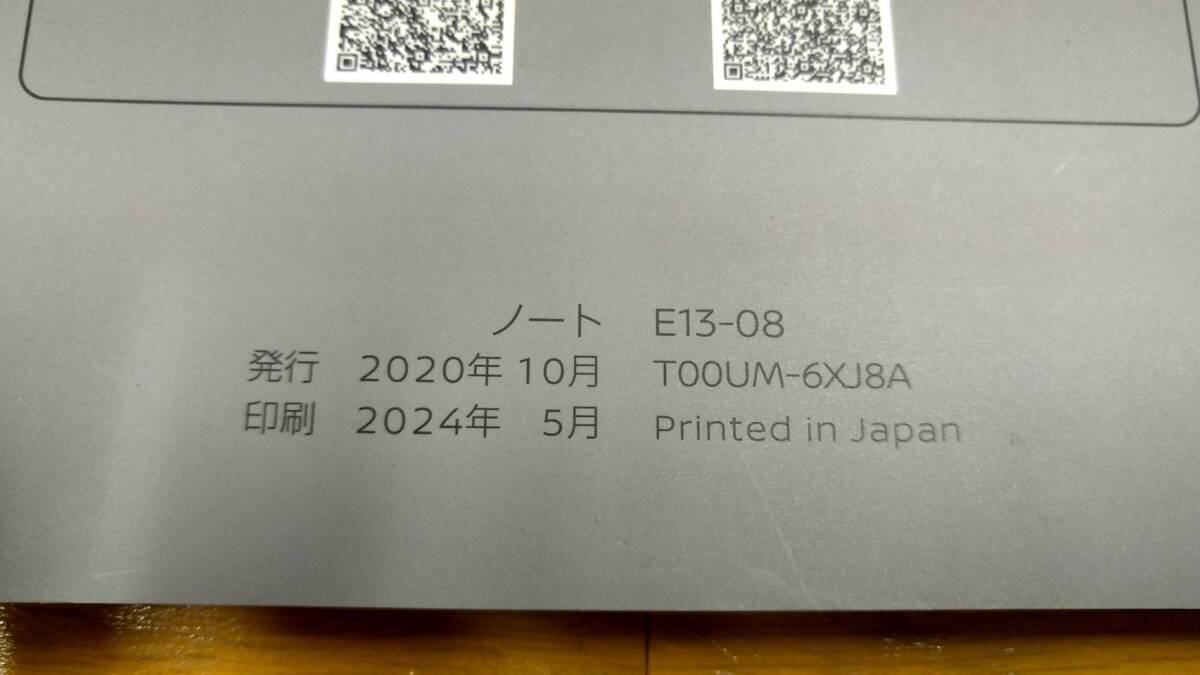 ノート E13-08
発行 2020年 10月 T00UM-6XJ8A
印刷 2024年 5月 Printed in Japan